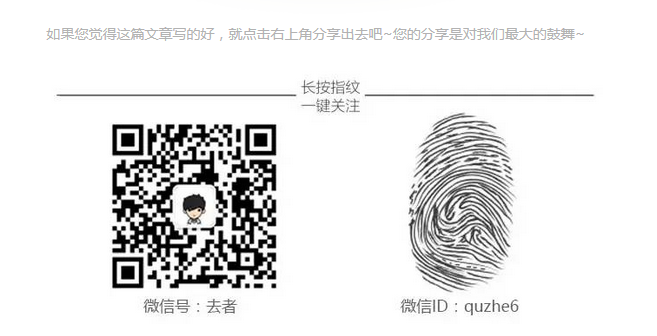 如果您觉得这篇文章写的好，就点击右上角分享出去吧~您的分享是对我们最大的鼓舞~
长按指纹
一键关注
微信号：去者
微信ID：quzhe6